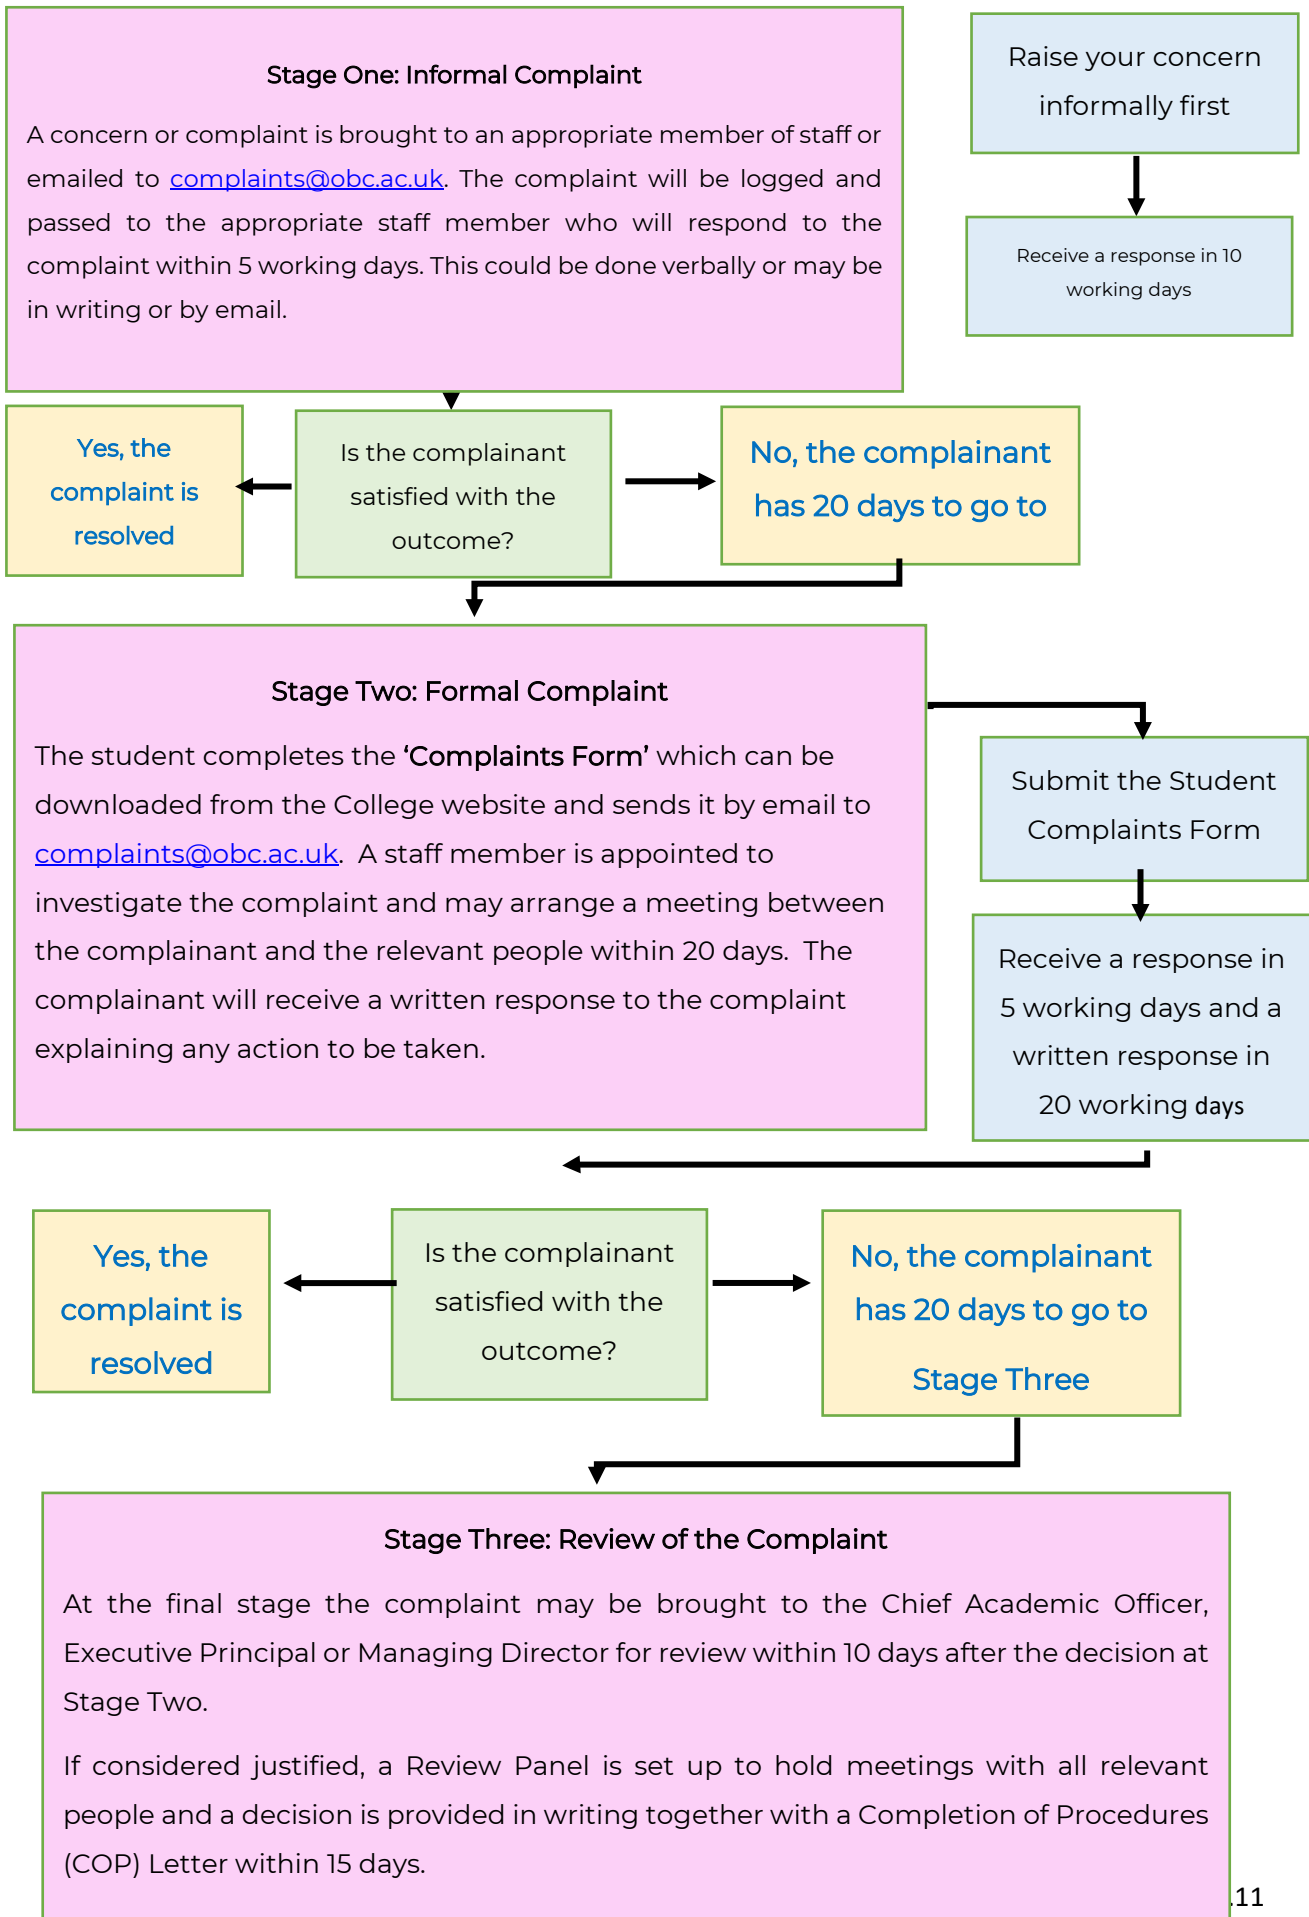 Stage One: Informal Complaint
A concern or complaint is brought to an appropriate member of staff or
emailed to complaints@obc.ac.uk. The complaint will be logged and
passed to the appropriate staff member who will respond to the
complaint within 5 working days. This could be done verbally or may be
in writing or by email.
Raise your concern
informally first
Receive a response in 10
working days
Yes, the
complaint is
resolved
Is the complainant
satisfied with the
outcome?
No, the complainant
has 20 days to go to
Stage Two: Formal Complaint
The student completes the ‘Complaints Form’ which can be
downloaded from the College website and sends it by email to
complaints@obc.ac.uk. A staff member is appointed to
investigate the complaint and may arrange a meeting between
the complainant and the relevant people within 20 days. The
complainant will receive a written response to the complaint
explaining any action to be taken.
Submit the Student
Complaints Form
Receive a response in
5 working days and a
written response in
20 working days
Yes, the
complaint is
resolved
Is the complainant
satisfied with the
outcome?
No, the complainant
has 20 days to go to
Stage Three
Stage Three: Review of the Complaint
At the final stage the complaint may be brought to the Chief Academic Officer,
Executive Principal or Managing Director for review within 10 days after the decision at
Stage Two.
If considered justified, a Review Panel is set up to hold meetings with all relevant
people and a decision is provided in writing together with a Completion of Procedures
(COP) Letter within 15 days.
.11